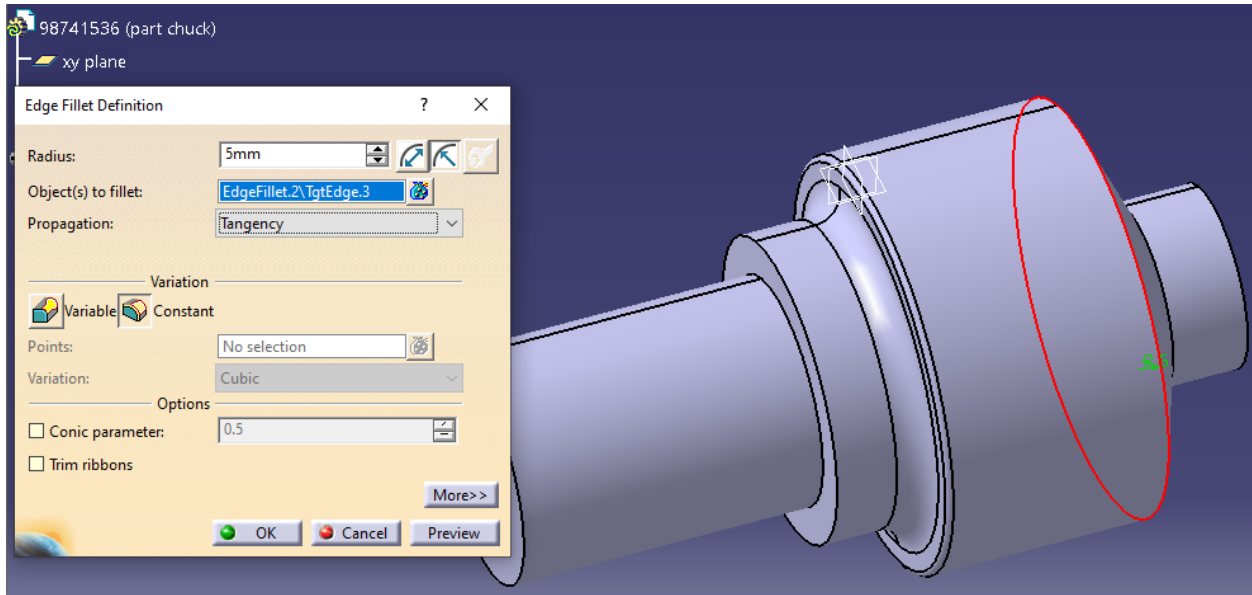 98741536 (part chuck)
xy plane
Edge Fillet Definition ? X
Radius: 5mm
Object(s) to fillet: EdgeFillet.2\TgtEdge.3
Propagation: Tangency
Variation
Variable Constant
Points: No selection
Variation: Cubic
Options
Conic parameter: 0.5
Trim ribbons
More>>
OK Cancel Preview
R 5